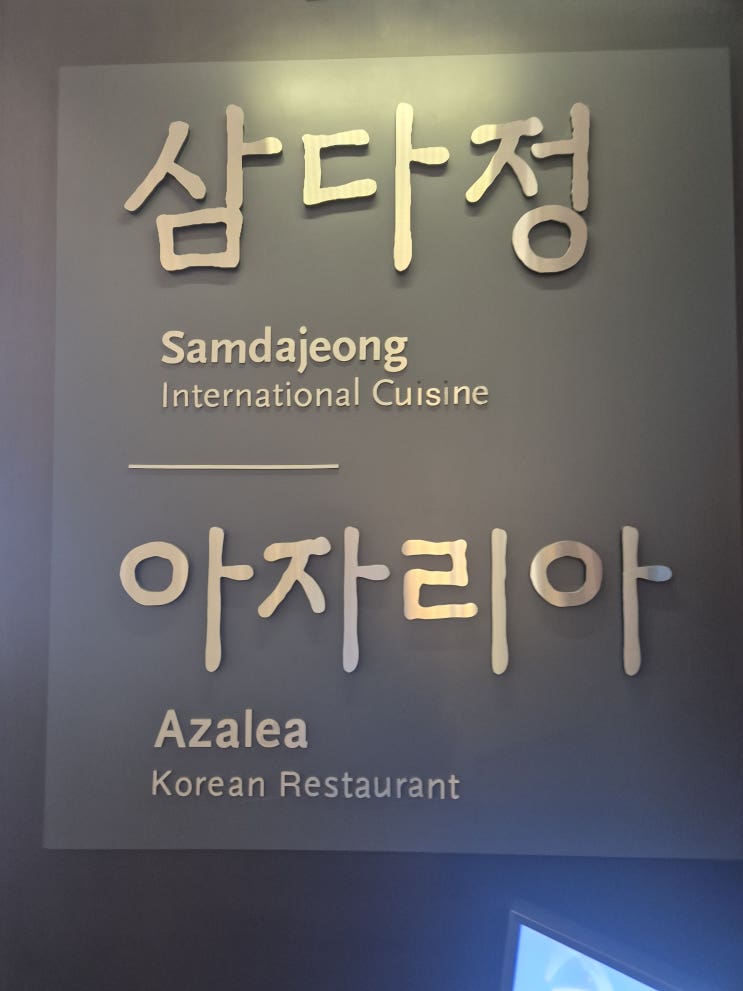 삼다정
Samdajeong
International Cuisine
아자리아
Azalea
Korean Restaurant